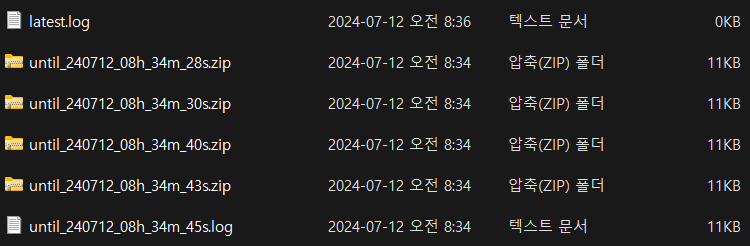 latest.log 2024-07-12 오전 8:36 텍스트 문서 0KB
until_240712_08h_34m_28s.zip 2024-07-12 오전 8:34 압축(ZIP) 폴더 11KB
until_240712_08h_34m_30s.zip 2024-07-12 오전 8:34 압축(ZIP) 폴더 11KB
until_240712_08h_34m_40s.zip 2024-07-12 오전 8:34 압축(ZIP) 폴더 11KB
until_240712_08h_34m_43s.zip 2024-07-12 오전 8:34 압축(ZIP) 폴더 11KB
until_240712_08h_34m_45s.log 2024-07-12 오전 8:34 텍스트 문서 11KB